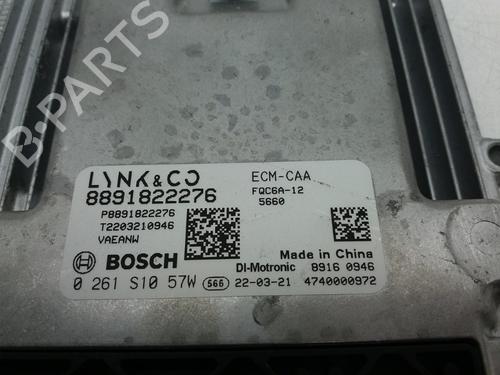 B-PARTS
LYNK&CO
8891822276
P8891822276
T2203210946
VAEANW
BOSCH
0 261 S10 57W 566 22-03-21 4740000972
ECM-CAA
FQC6A-12
5660
Made in China
DI-Motronic 8916 0946